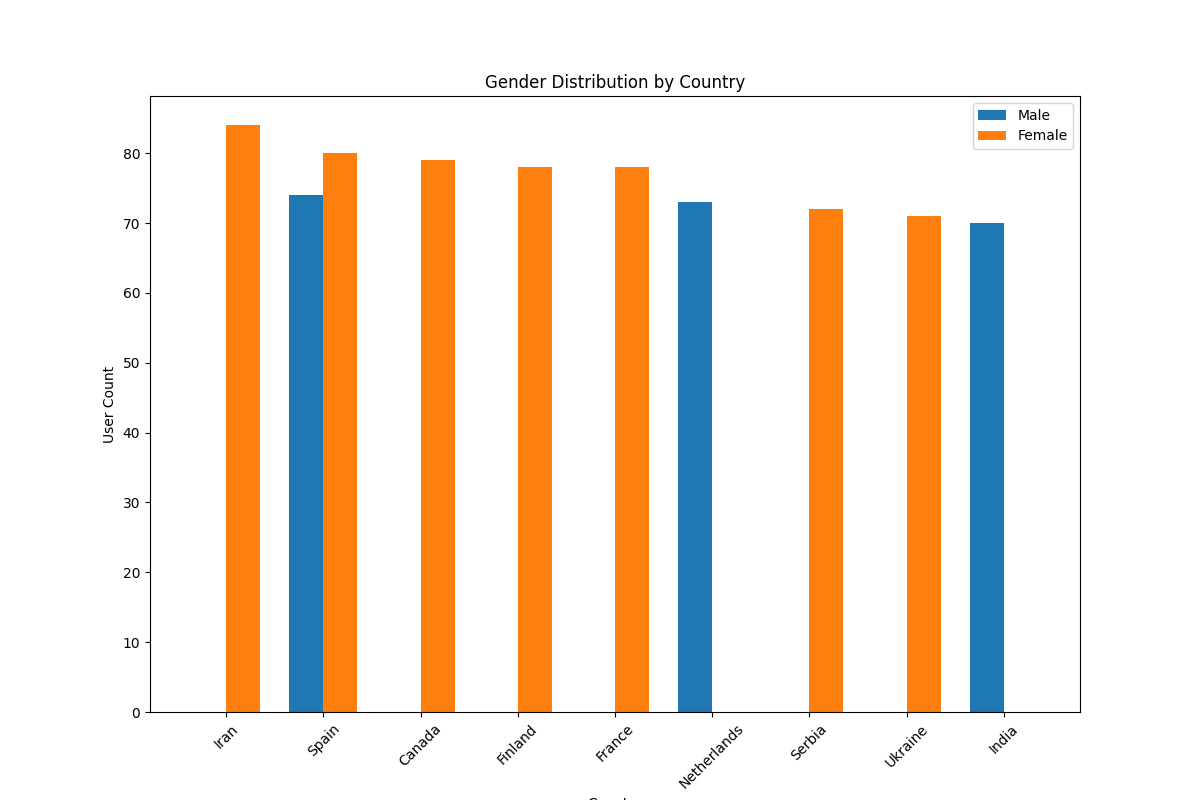 Gender Distribution by Country
Male
Female
User Count
80
70
60
50
40
30
20
10
0
Iran
Spain
Canada
Finland
France
Netherlands
Serbia
Ukraine
India